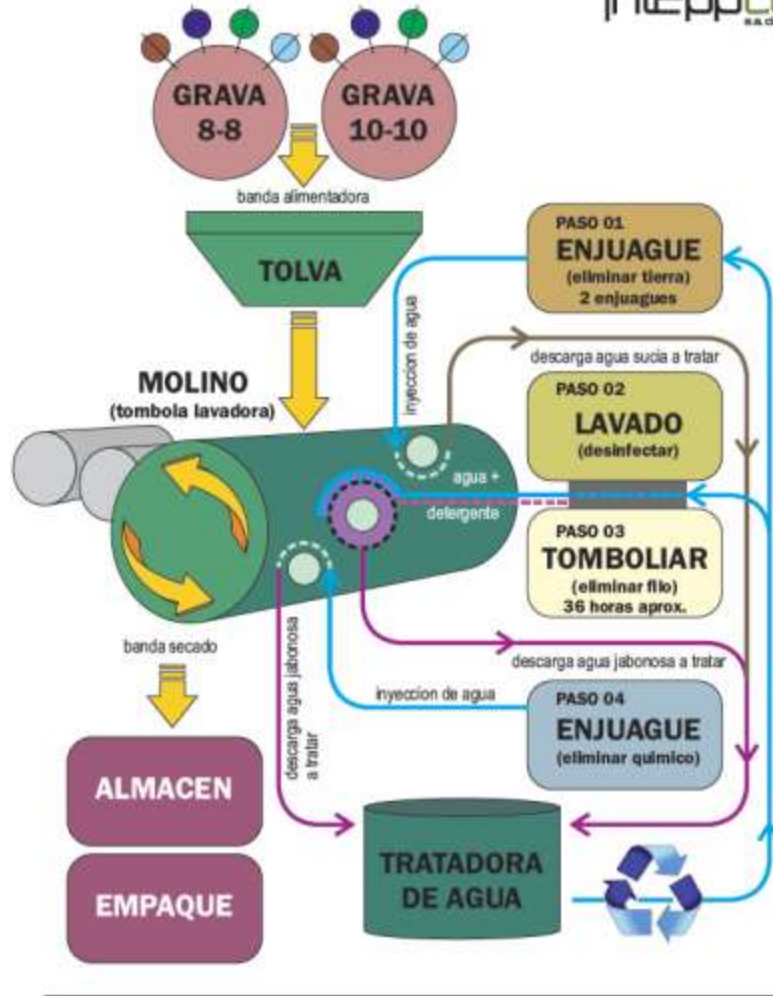 GRAVA
8-8
GRAVA
10-10
banda alimentadora
TOLVA
MOLINO
(tombola lavadora)
inyeccion de agua
PASO 01
ENJUAGUE
(eliminar tierra)
2 enjuagues
descarga agua sucia a tratar
PASO 02
LAVADO
(desinfectar)
agua +
detergente
PASO 03
TOMBOLIAR
(eliminar filo)
36 horas aprox.
descarga agua jabonosa a tratar
banda secado
descarga agua jabonosa
a tratar
inyeccion de agua
PASO 04
ENJUAGUE
(eliminar quimico)
ALMACEN
EMPAQUE
TRATADORA
DE AGUA